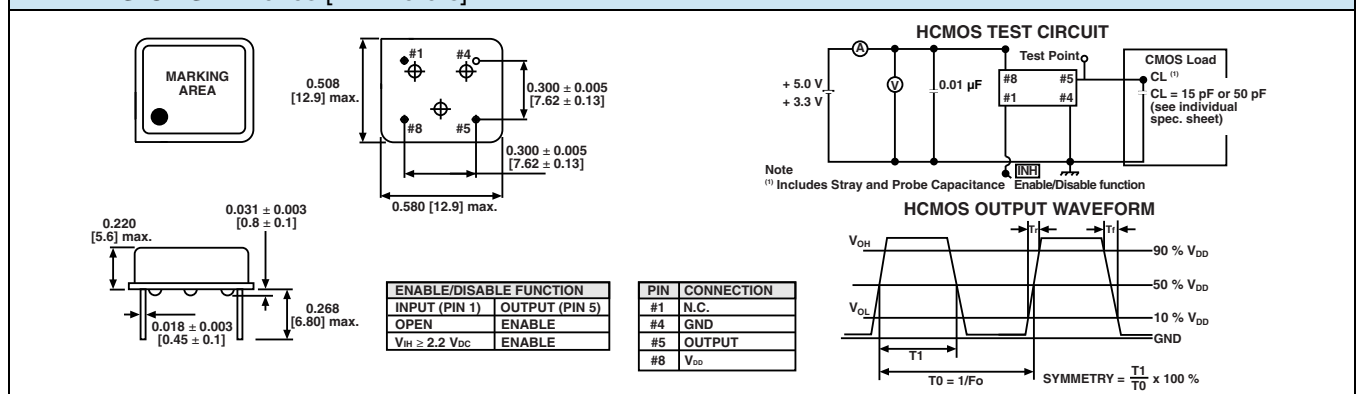 MARKING
AREA
0.508
[12.9] max.
#1
#4
#8
#5
0.300 ± 0.005
[7.62 ± 0.13]
0.300 ± 0.005
[7.62 ± 0.13]
0.580 [12.9] max.
0.220
[5.6] max.
0.031 ± 0.003
[0.8 ± 0.1]
0.018 ± 0.003
[0.45 ± 0.1]
0.268
[6.80] max.
ENABLE/DISABLE FUNCTION
INPUT (PIN 1) OUTPUT (PIN 5)
OPEN ENABLE
VIH ≥ 2.2 VDC ENABLE
PIN CONNECTION
#1 N.C.
#4 GND
#5 OUTPUT
#8 VDD
HCMOS TEST CIRCUIT
A
Test Point
CMOS Load
CL (1)
CL = 15 pF or 50 pF
(see individual
spec. sheet)
+ 5.0 V
+ 3.3 V
V
0.01 µF
#8 #5
#1 #4
Note
INH
(1) Includes Stray and Probe Capacitance Enable/Disable function
HCMOS OUTPUT WAVEFORM
Tr
Tf
VOH
90 % VDD
50 % VDD
VOL
10 % VDD
GND
T1
T0 = 1/Fo
SYMMETRY = T1/T0 x 100 %